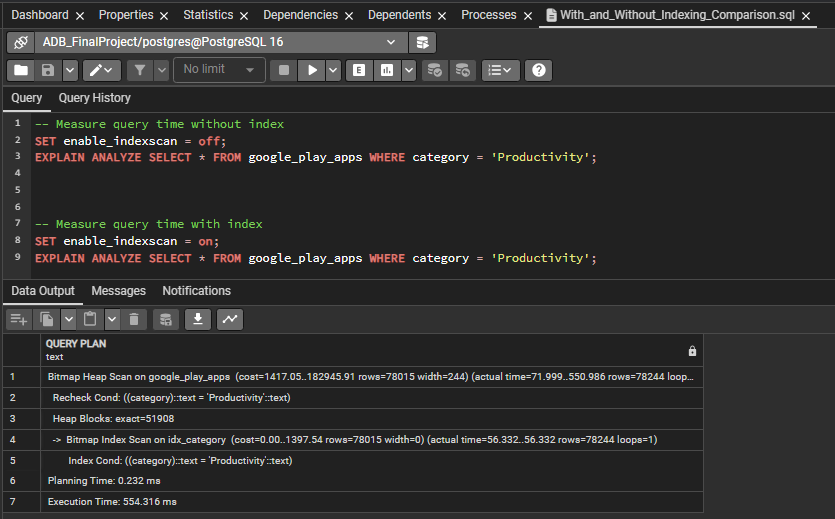 Dashboard Properties Statistics Dependencies Dependents Processes With_and_Without_Indexing_Comparison.sql
ADB_FinalProject/postgres@PostgreSQL 16
No limit E
Query Query History
1 -- Measure query time without index
2 SET enable_indexscan = off;
3 EXPLAIN ANALYZE SELECT * FROM google_play_apps WHERE category = 'Productivity';
4
5
6
7 -- Measure query time with index
8 SET enable_indexscan = on;
9 EXPLAIN ANALYZE SELECT * FROM google_play_apps WHERE category = 'Productivity';
Data Output Messages Notifications
QUERY PLAN
text
1 Bitmap Heap Scan on google_play_apps (cost=1417.05..182945.91 rows=78015 width=244) (actual time=71.999..550.986 rows=78244 loop...
2 Recheck Cond: ((category)::text = 'Productivity'::text)
3 Heap Blocks: exact=51908
4 -> Bitmap Index Scan on idx_category (cost=0.00..1397.54 rows=78015 width=0) (actual time=56.332..56.332 rows=78244 loops=1)
5 Index Cond: ((category)::text = 'Productivity'::text)
6 Planning Time: 0.232 ms
7 Execution Time: 554.316 ms